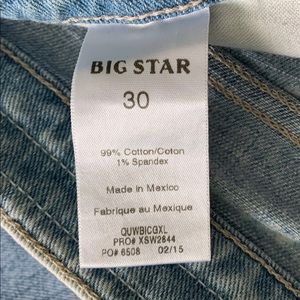 BIG STAR
30
99% Cotton/Coton
1% Spandex
Made in Mexico
Fabrique au Mexique
QUWBICGXL
PRO# XSW2644
PO# 6508 02/15